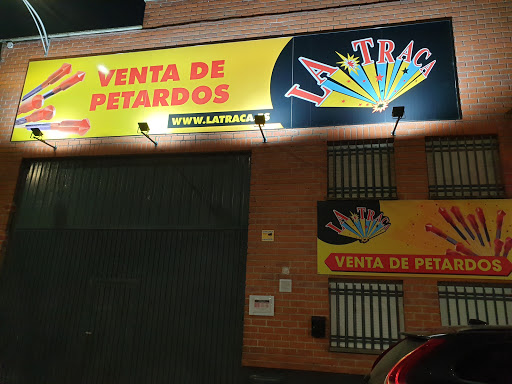 VENTA DE
PETARDOS
WWW.LATRACA.ES
LA TRACA
LA TRACA
VENTA DE PETARDOS